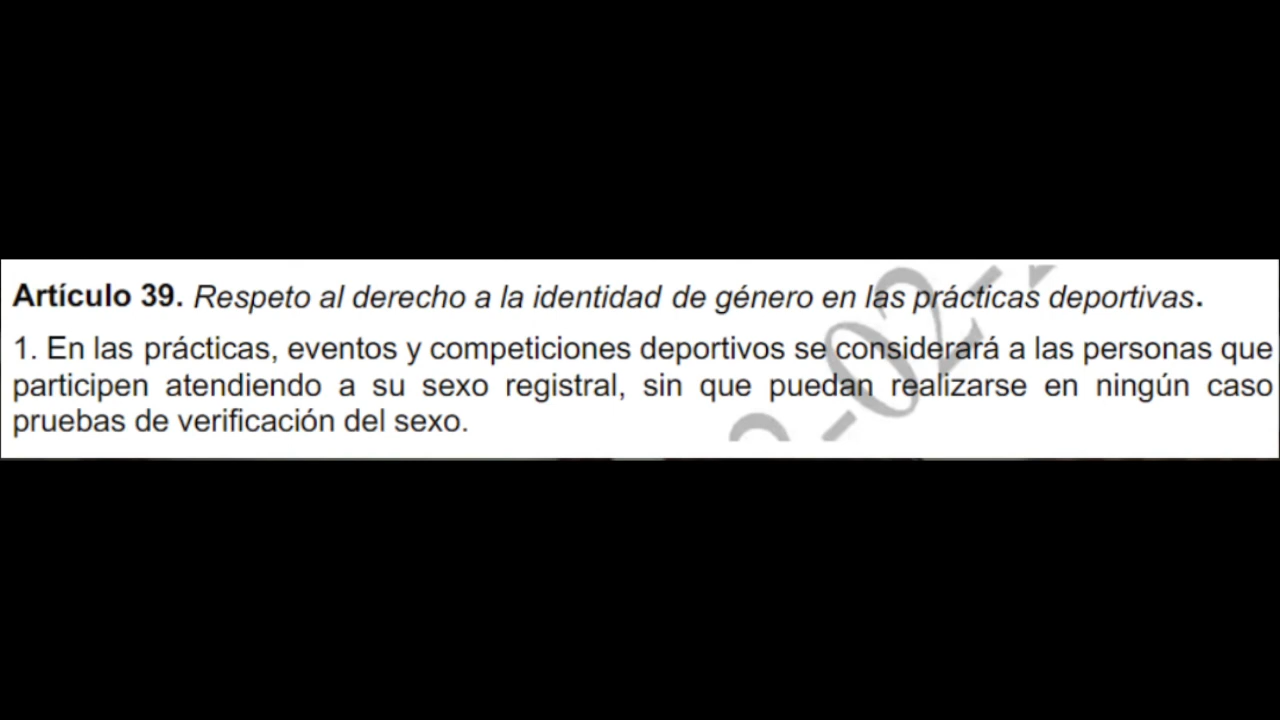 Artículo 39. Respeto al derecho a la identidad de género en las prácticas deportivas.
1. En las prácticas, eventos y competiciones deportivos se considerará a las personas que
participen atendiendo a su sexo registral, sin que puedan realizarse en ningún caso
pruebas de verificación del sexo.
-02-